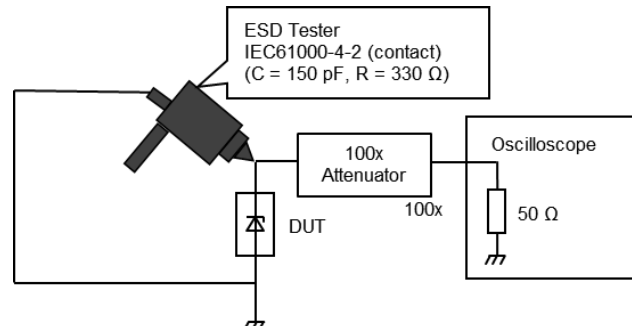 ESD Tester
IEC61000-4-2 (contact)
(C = 150 pF, R = 330 Ω)
100x
Attenuator
100x
Oscilloscope
50 Ω
DUT